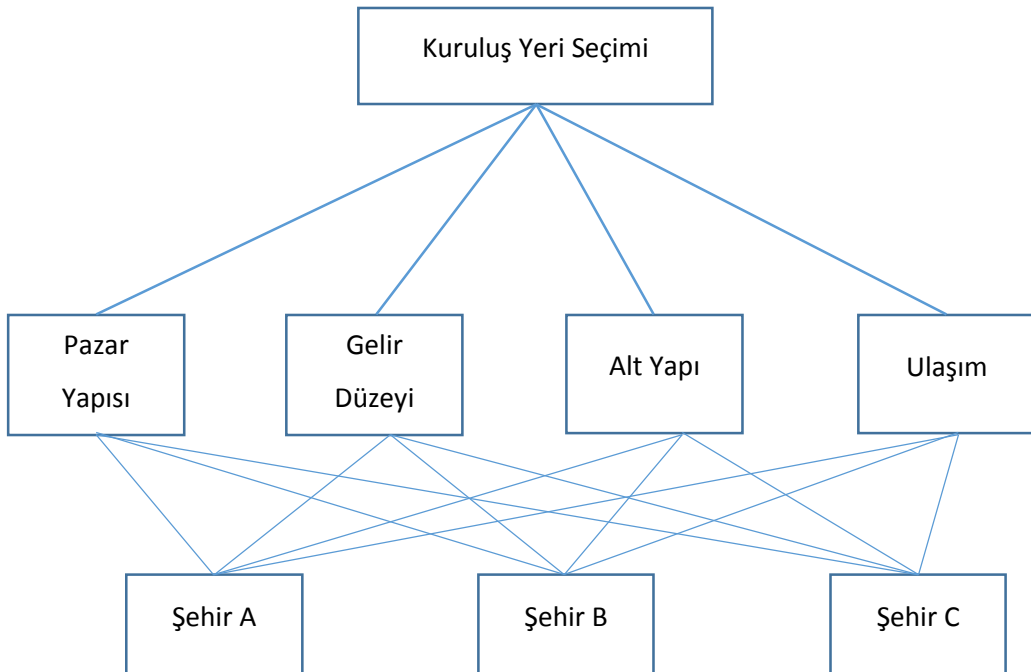 Kuruluş Yeri Seçimi
Pazar
Yapısı
Gelir
Düzeyi
Alt Yapı
Ulaşım
Şehir A
Şehir B
Şehir C